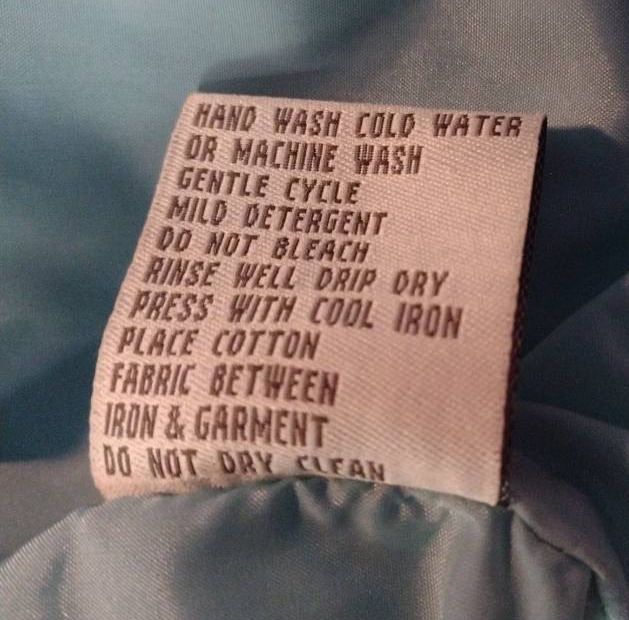 HAND WASH COLD WATER
OR MACHINE WASH
GENTLE CYCLE
MILD DETERGENT
DO NOT BLEACH
RINSE WELL DRIP DRY
PRESS WITH COOL IRON
PLACE COTTON
FABRIC BETWEEN
IRON & GARMENT
DO NOT DRY CLEAN